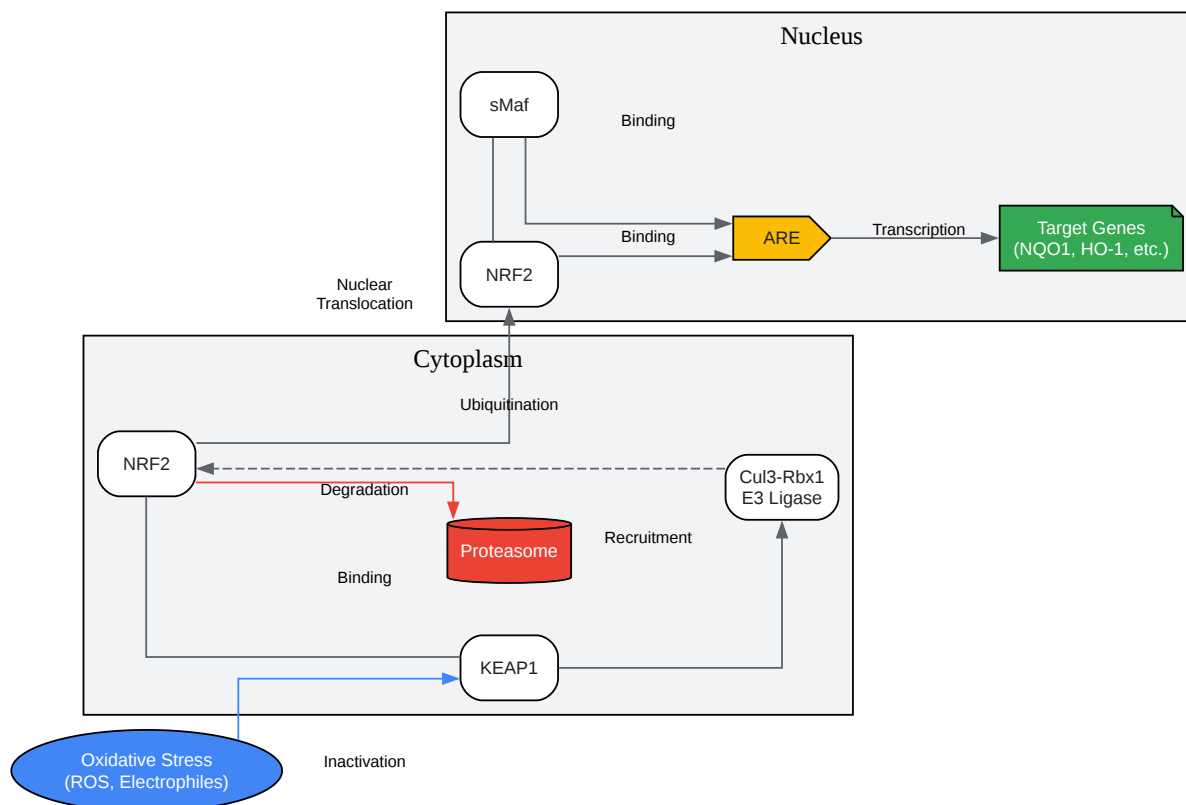 Nucleus
sMaf
Binding
Binding
ARE
Transcription
Target Genes
(NQO1, HO-1, etc.)
NRF2
Nuclear
Translocation
Cytoplasm
Ubiquitination
NRF2
Cul3-Rbx1
E3 Ligase
Degradation
Proteasome
Recruitment
Binding
KEAP1
Oxidative Stress
(ROS, Electrophiles)
Inactivation